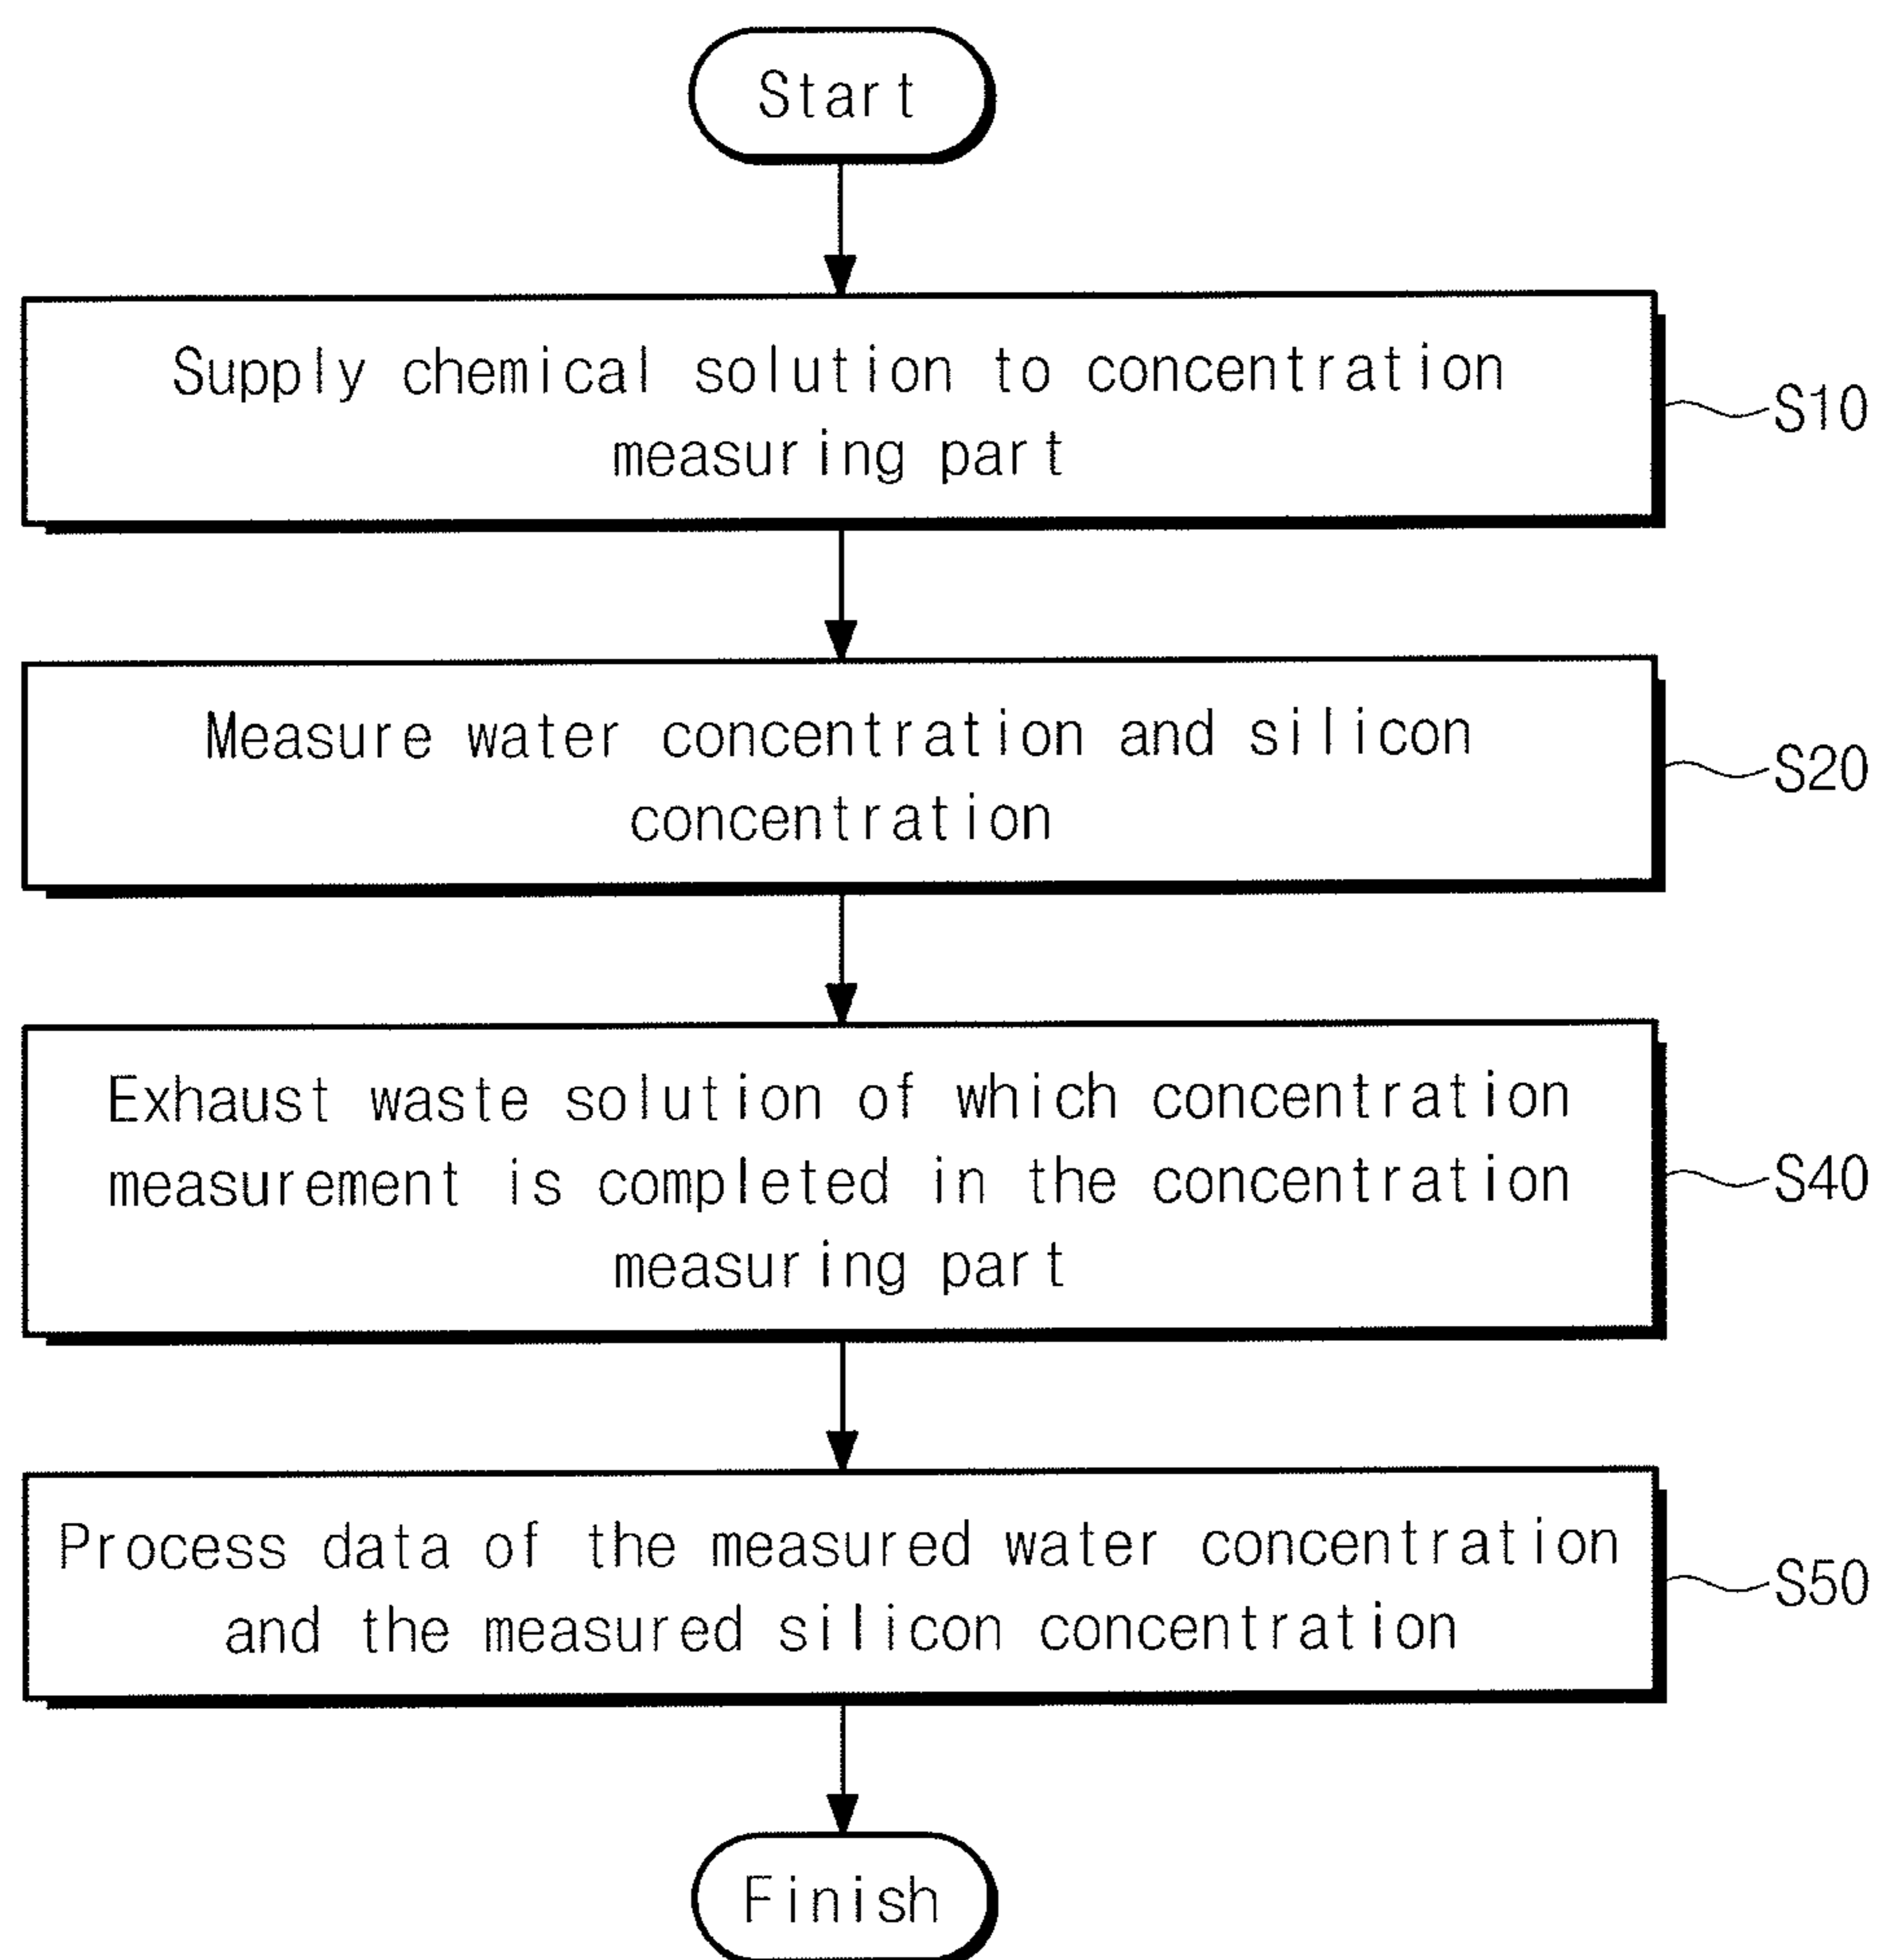 Start
Supply chemical solution to concentration
measuring part
S10
Measure water concentration and silicon
concentration
S20
Exhaust waste solution of which concentration
measurement is completed in the concentration
measuring part
S40
Process data of the measured water concentration
and the measured silicon concentration
S50
Finish